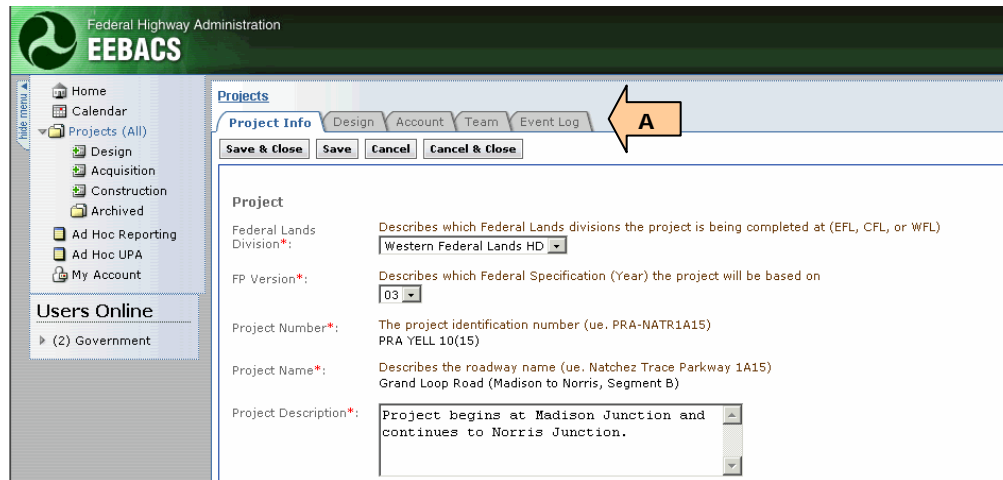 Federal Highway Administration
EEBACS
hide menu
Home
Calendar
Projects (All)
Design
Acquisition
Construction
Archived
Ad Hoc Reporting
Ad Hoc UPA
My Account
Users Online
(2) Government
Projects
Project Info Design Account Team Event Log
A
Save & Close Save Cancel Cancel & Close
Project
Federal Lands Division*:
Describes which Federal Lands divisions the project is being completed at (EFL, CFL, or WFL)
Western Federal Lands HD
FP Version*:
Describes which Federal Specification (Year) the project will be based on
03
Project Number*:
The project identification number (ue. PRA-NATR1A15)
PRA YELL 10(15)
Project Name*:
Describes the roadway name (ue. Natchez Trace Parkway 1A15)
Grand Loop Road (Madison to Norris, Segment B)
Project Description*:
Project begins at Madison Junction and
continues to Norris Junction.